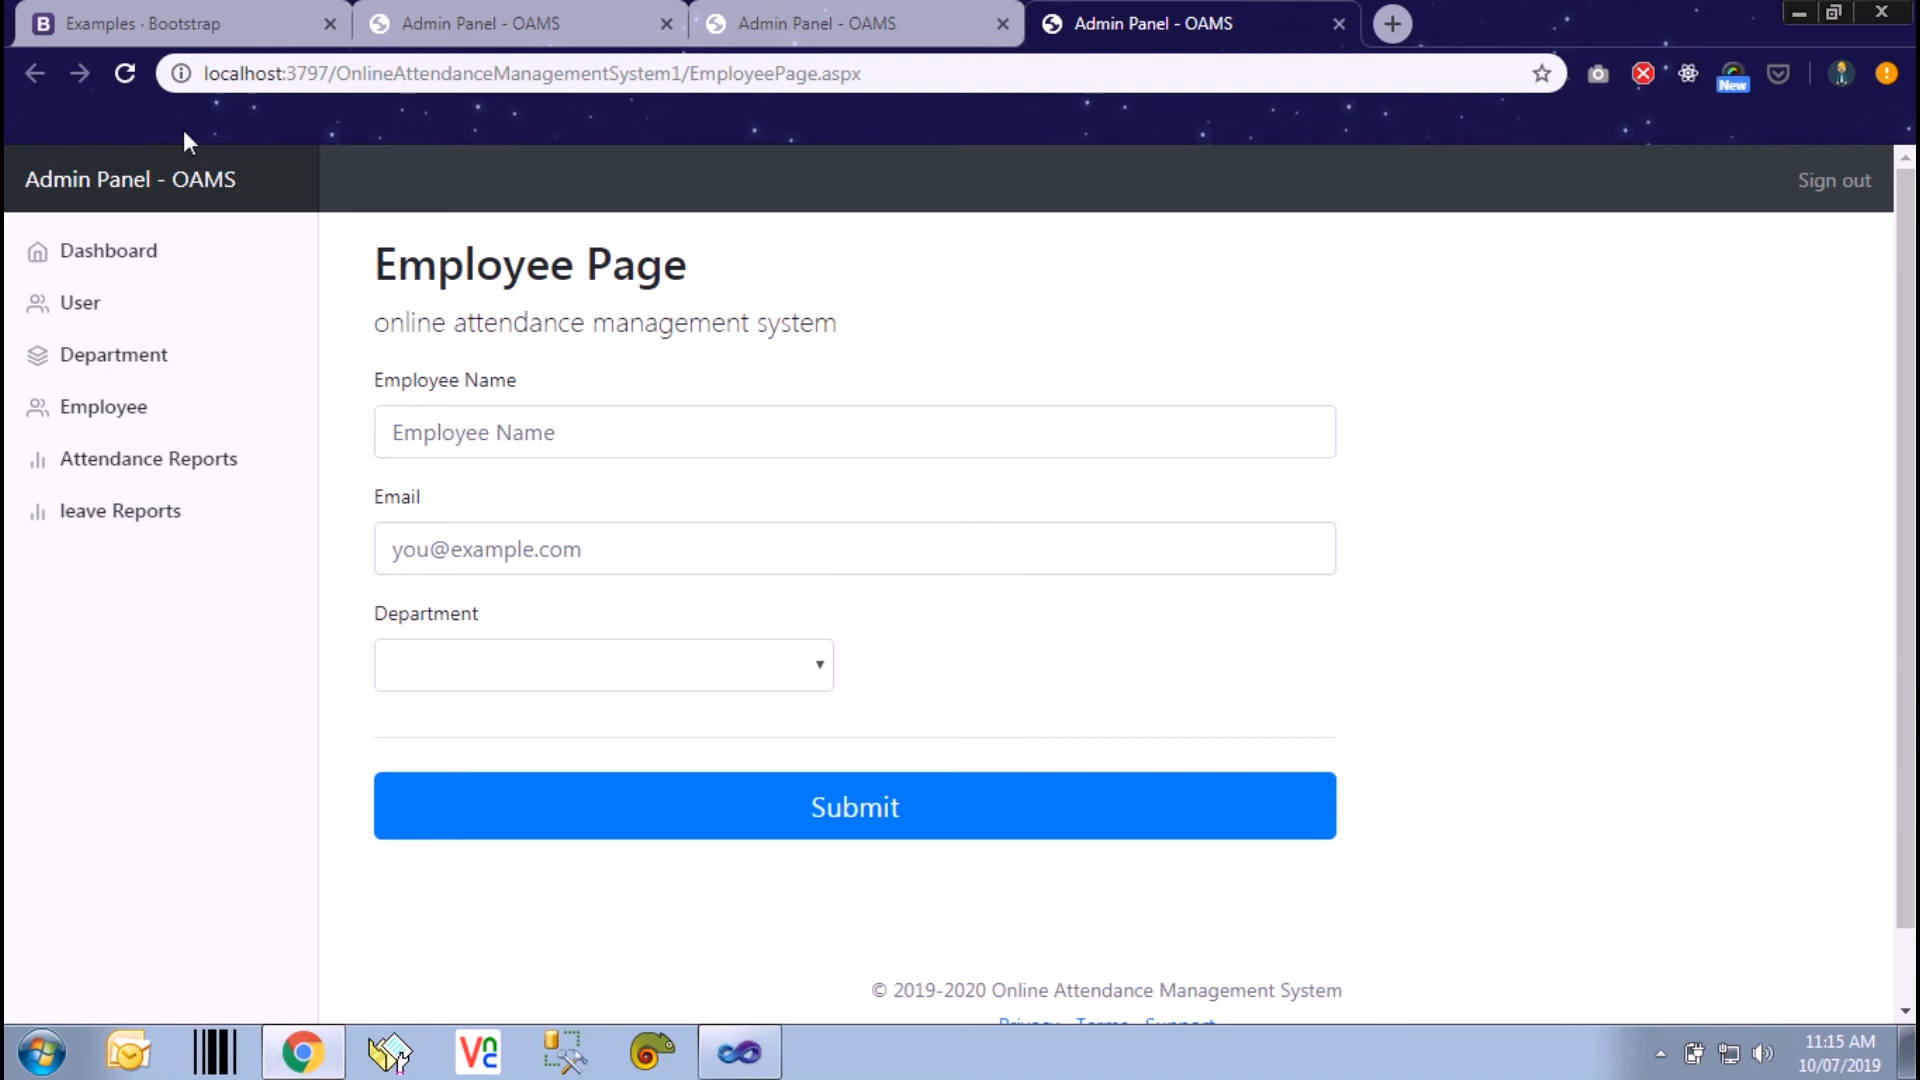 Examples · Bootstrap
Admin Panel - OAMS
Admin Panel - OAMS
Admin Panel - OAMS
localhost:3797/OnlineAttendanceManagementSystem1/EmployeePage.aspx
New
Admin Panel - OAMS
Sign out
Dashboard
User
Department
Employee
Attendance Reports
leave Reports
Employee Page
online attendance management system
Employee Name
Employee Name
Email
you@example.com
Department
Submit
© 2019-2020 Online Attendance Management System
Privacy Terms Support
11:15 AM
10/07/2019